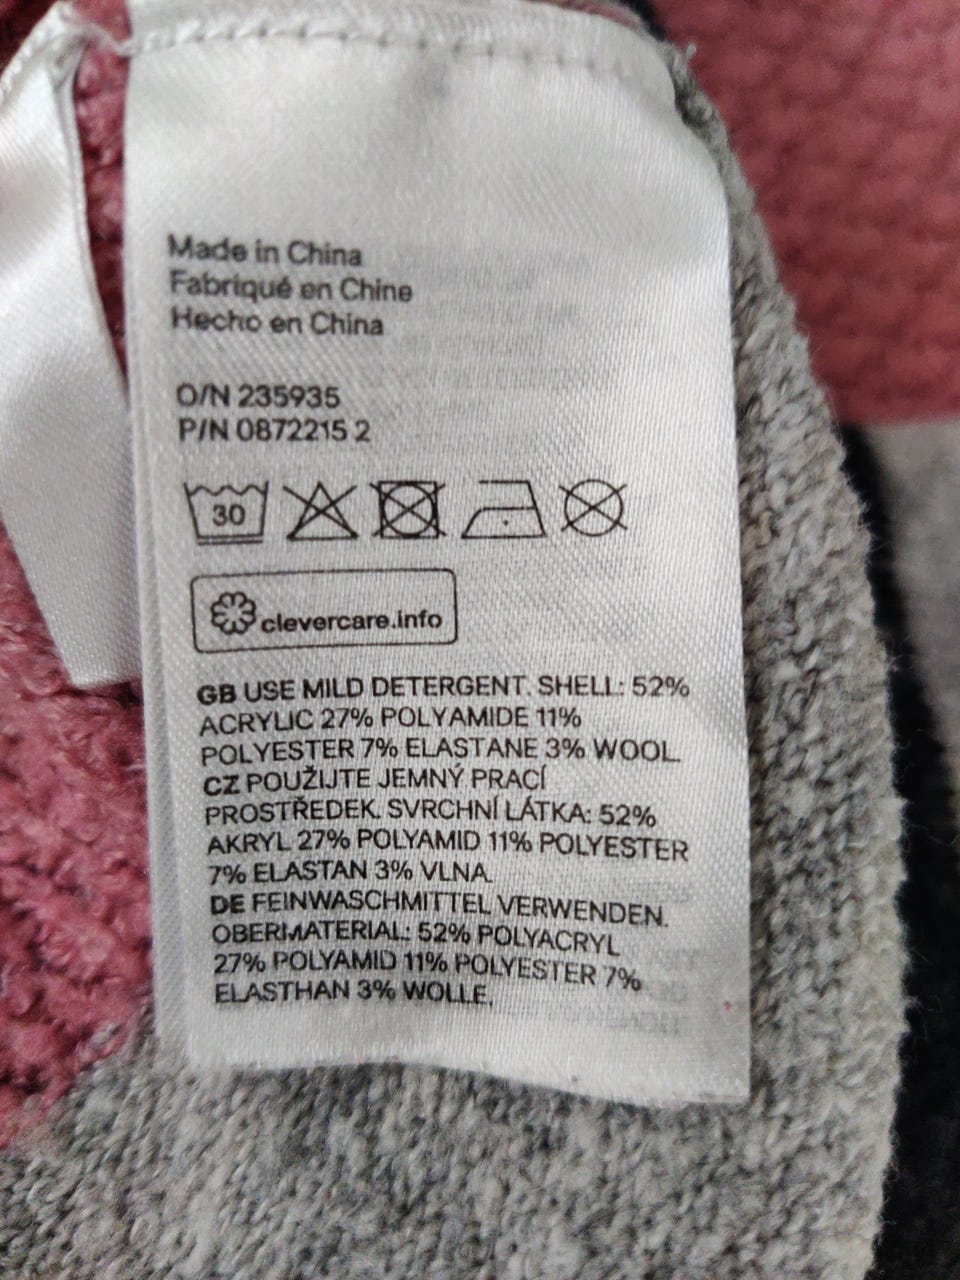 Made in China
Fabriqué en Chine
Hecho en China
O/N 235935
P/N 0872215 2
30
clevercare.info
GB USE MILD DETERGENT. SHELL: 52%
ACRYLIC 27% POLYAMIDE 11%
POLYESTER 7% ELASTANE 3% WOOL.
CZ POUŽIJTE JEMNÝ PRACÍ
PROSTŘEDEK. SVRCHNÍ LÁTKA: 52%
AKRYL 27% POLYAMID 11% POLYESTER
7% ELASTAN 3% VLNA.
DE FEINWASCHMITTEL VERWENDEN.
OBERMATERIAL: 52% POLYACRYL
27% POLYAMID 11% POLYESTER 7%
ELASTHAN 3% WOLLE.